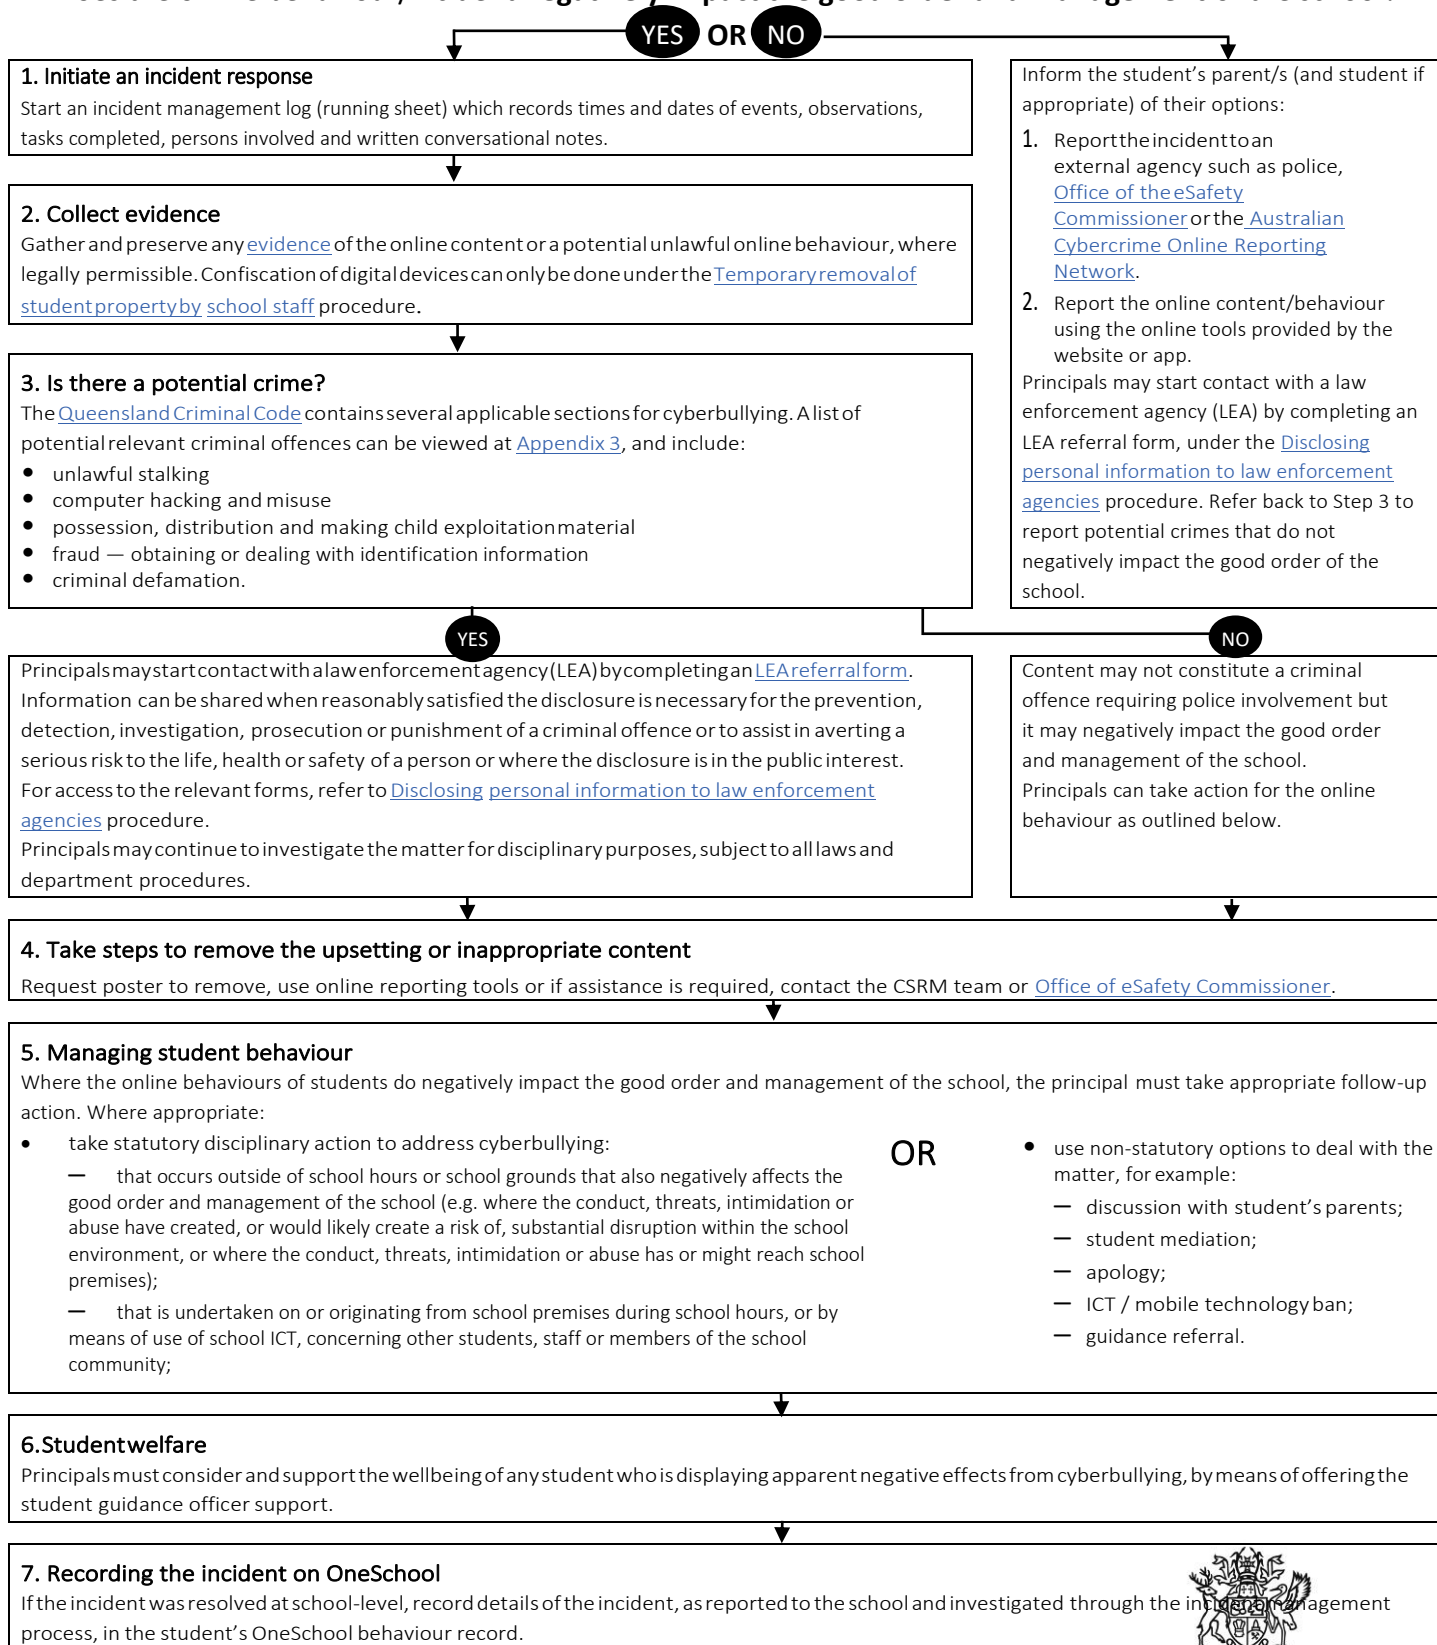 YES OR NO
1. Initiate an incident response
Start an incident management log (running sheet) which records times and dates of events, observations,
tasks completed, persons involved and written conversational notes.
Inform the student's parent/s (and student if
appropriate) of their options:
1. Report the incident to an
external agency such as police,
Office of the eSafety
Commissioner or the Australian
Cybercrime Online Reporting
Network.
2. Report the online content/behaviour
using the online tools provided by the
website or app.
Principals may start contact with a law
enforcement agency (LEA) by completing an
LEA referral form, under the Disclosing
personal information to law enforcement
agencies procedure. Refer back to Step 3 to
report potential crimes that do not
negatively impact the good order of the
school.
2. Collect evidence
Gather and preserve any evidence of the online content or a potential unlawful online behaviour, where
legally permissible. Confiscation of digital devices can only be done under the Temporary removal of
student property by school staff procedure.
3. Is there a potential crime?
The Queensland Criminal Code contains several applicable sections for cyberbullying. A list of
potential relevant criminal offences can be viewed at Appendix 3, and include:
• unlawful stalking
• computer hacking and misuse
• possession, distribution and making child exploitation material
• fraud — obtaining or dealing with identification information
• criminal defamation.
YES
Principals may start contact with a law enforcement agency (LEA) by completing an LEA referral form.
Information can be shared when reasonably satisfied the disclosure is necessary for the prevention,
detection, investigation, prosecution or punishment of a criminal offence or to assist in averting a
serious risk to the life, health or safety of a person or where the disclosure is in the public interest.
For access to the relevant forms, refer to Disclosing personal information to law enforcement
agencies procedure.
Principals may continue to investigate the matter for disciplinary purposes, subject to all laws and
department procedures.
NO
Content may not constitute a criminal
offence requiring police involvement but
it may negatively impact the good order
and management of the school.
Principals can take action for the online
behaviour as outlined below.
4. Take steps to remove the upsetting or inappropriate content
Request poster to remove, use online reporting tools or if assistance is required, contact the CSRM team or Office of eSafety Commissioner.
5. Managing student behaviour
Where the online behaviours of students do negatively impact the good order and management of the school, the principal must take appropriate follow-up
action. Where appropriate:
• take statutory disciplinary action to address cyberbullying:
— that occurs outside of school hours or school grounds that also negatively affects the
good order and management of the school (e.g. where the conduct, threats, intimidation or
abuse have created, or would likely create a risk of, substantial disruption within the school
environment, or where the conduct, threats, intimidation or abuse has or might reach school
premises);
— that is undertaken on or originating from school premises during school hours, or by
means of use of school ICT, concerning other students, staff or members of the school
community;
OR
• use non-statutory options to deal with the
matter, for example:
— discussion with student's parents;
— student mediation;
— apology;
— ICT / mobile technology ban;
— guidance referral.
6. Student welfare
Principals must consider and support the wellbeing of any student who is displaying apparent negative effects from cyberbullying, by means of offering the
student guidance officer support.
7. Recording the incident on OneSchool
If the incident was resolved at school-level, record details of the incident, as reported to the school and investigated through the incident management
process, in the student's OneSchool behaviour record.